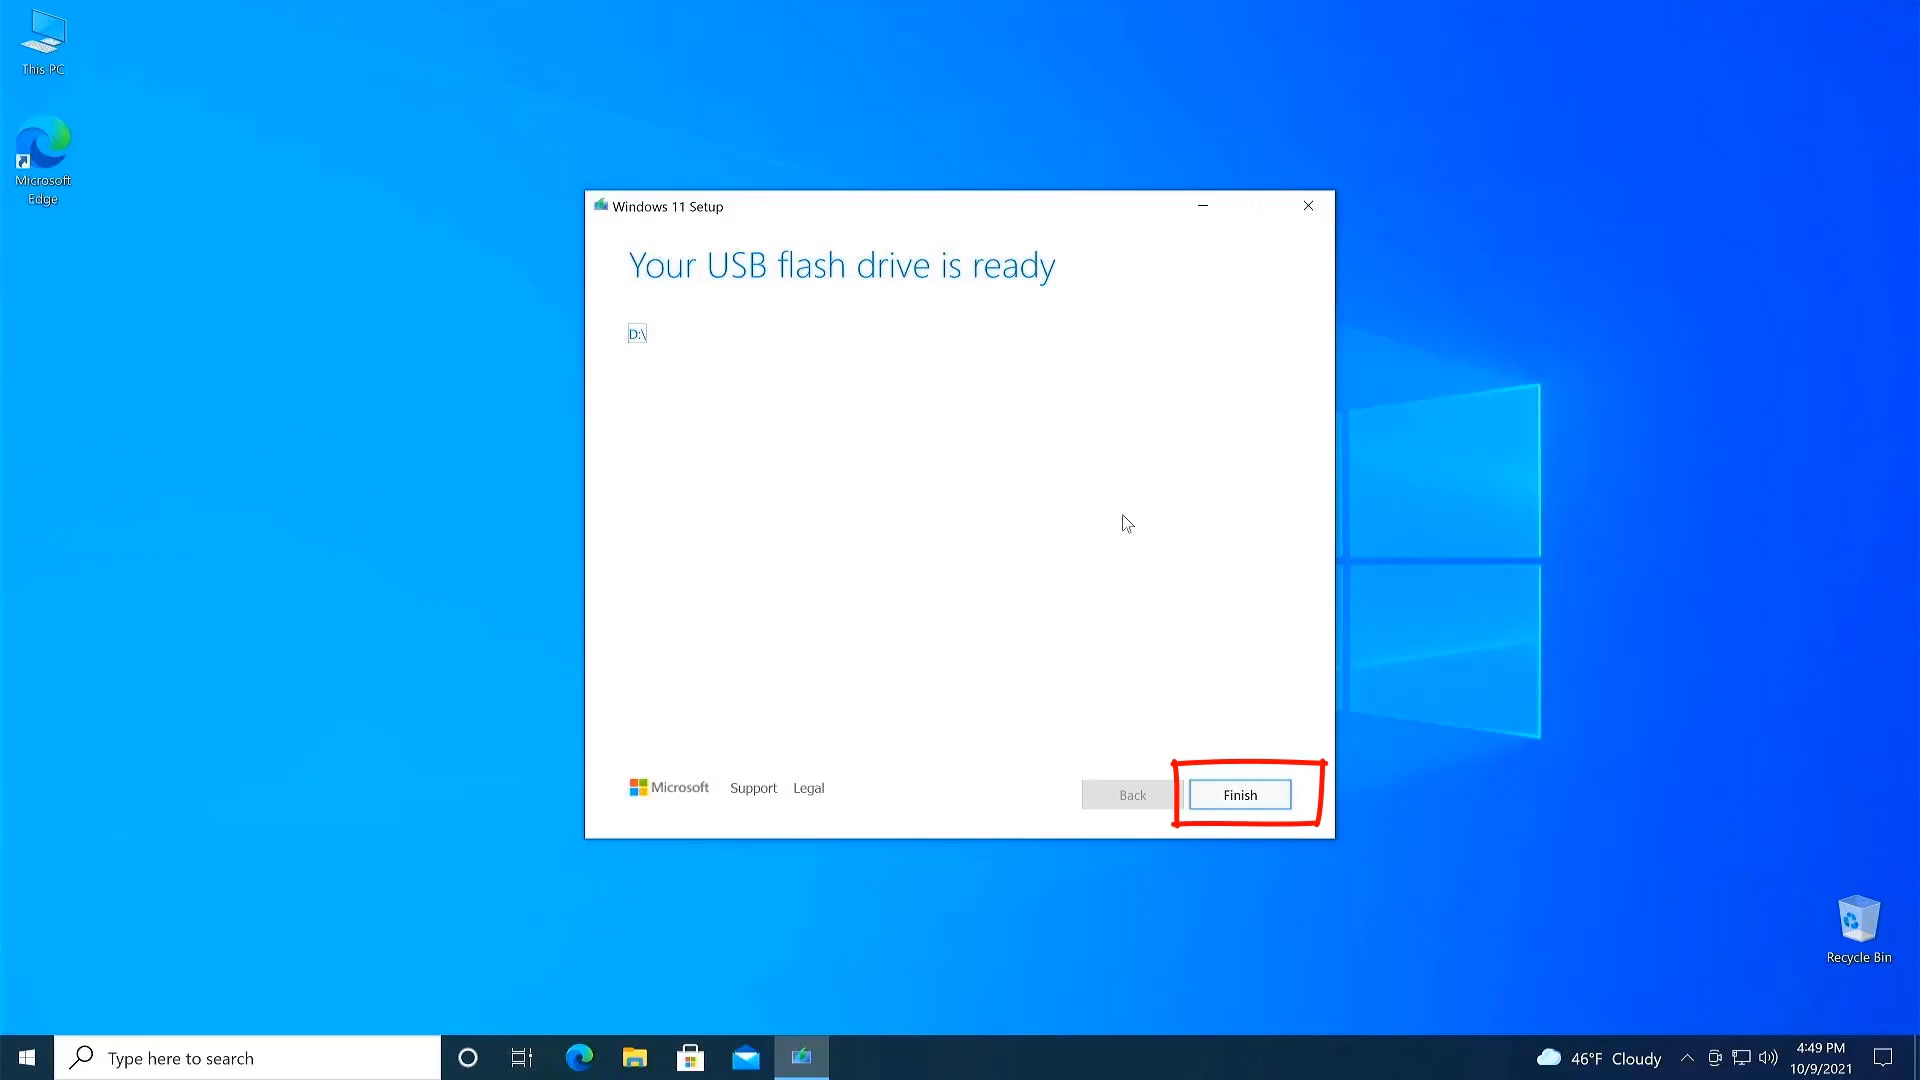 This PC
Microsoft
Edge
Windows 11 Setup
Your USB flash drive is ready
D:\
Microsoft
Support
Legal
Back
Finish
Recycle Bin
Type here to search
46°F Cloudy
4:49 PM
10/9/2021